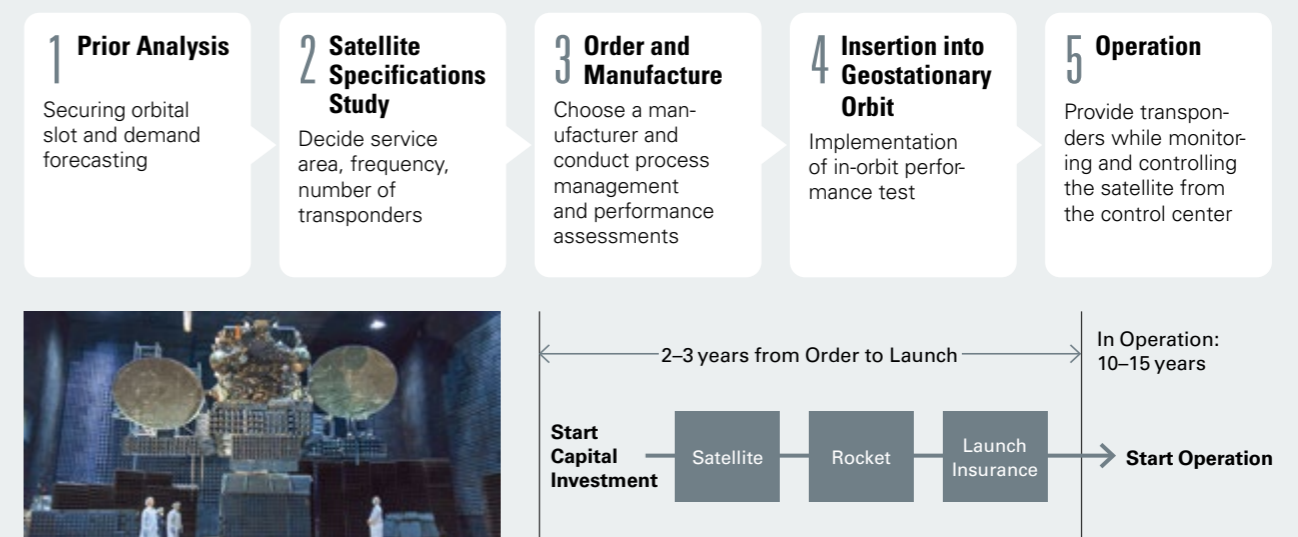 1 Prior Analysis
Securing orbital
slot and demand
forecasting
2 Satellite
Specifications
Study
Decide service
area, frequency,
number of
transponders
3 Order and
Manufacture
Choose a man-
ufacturer and
conduct process
management
and performance
assessments
4 Insertion into
Geostationary
Orbit
Implementation
of in-orbit perfor-
mance test
5 Operation
Provide transpon-
ders while monitor-
ing and controlling
the satellite from
the control center
2–3 years from Order to Launch
In Operation:
10–15 years
Start
Capital
Investment
Satellite
Rocket
Launch
Insurance
Start Operation